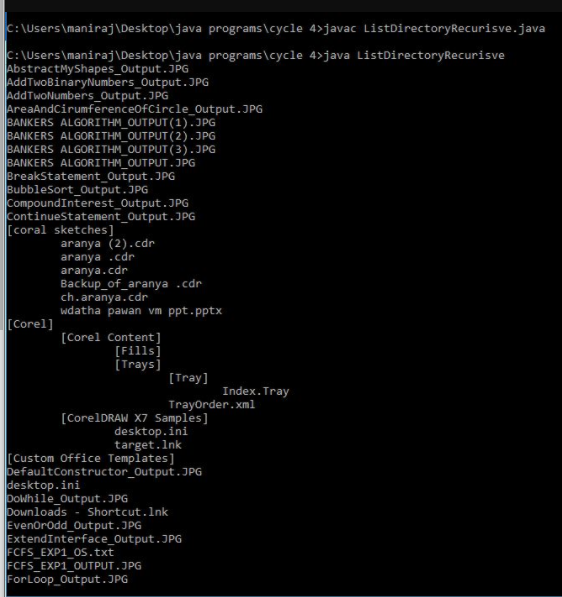 C:\Users\maniraj\Desktop\java programs\cycle 4>javac ListDirectoryRecurisve.java
C:\Users\maniraj\Desktop\java programs\cycle 4>java ListDirectoryRecurisve
AbstractMyShapes_Output.JPG
AddTwoBinaryNumbers_Output.JPG
AddTwoNumbers_Output.JPG
AreaAndCirumferenceOfCircle_Output.JPG
BANKERS ALGORITHM_OUTPUT(1).JPG
BANKERS ALGORITHM_OUTPUT(2).JPG
BANKERS ALGORITHM_OUTPUT(3).JPG
BANKERS ALGORITHM_OUTPUT.JPG
BreakStatement_Output.JPG
BubbleSort_Output.JPG
CompoundInterest_Output.JPG
ContinueStatement_Output.JPG
[coral sketches]
        aranya (2).cdr
        aranya .cdr
        aranya.cdr
        Backup_of_aranya .cdr
        ch.aranya.cdr
        wdatha pawan vm ppt.pptx
[Corel]
        [Corel Content]
                [Fills]
                [Trays]
                        [Tray]
                                Index.Tray
                        TrayOrder.xml
        [CorelDRAW X7 Samples]
                desktop.ini
                target.lnk
[Custom Office Templates]
DefaultConstructor_Output.JPG
desktop.ini
DoWhile_Output.JPG
Downloads - Shortcut.lnk
EvenOrOdd_Output.JPG
ExtendInterface_Output.JPG
FCFS_EXP1_OS.txt
FCFS_EXP1_OUTPUT.JPG
ForLoop_Output.JPG